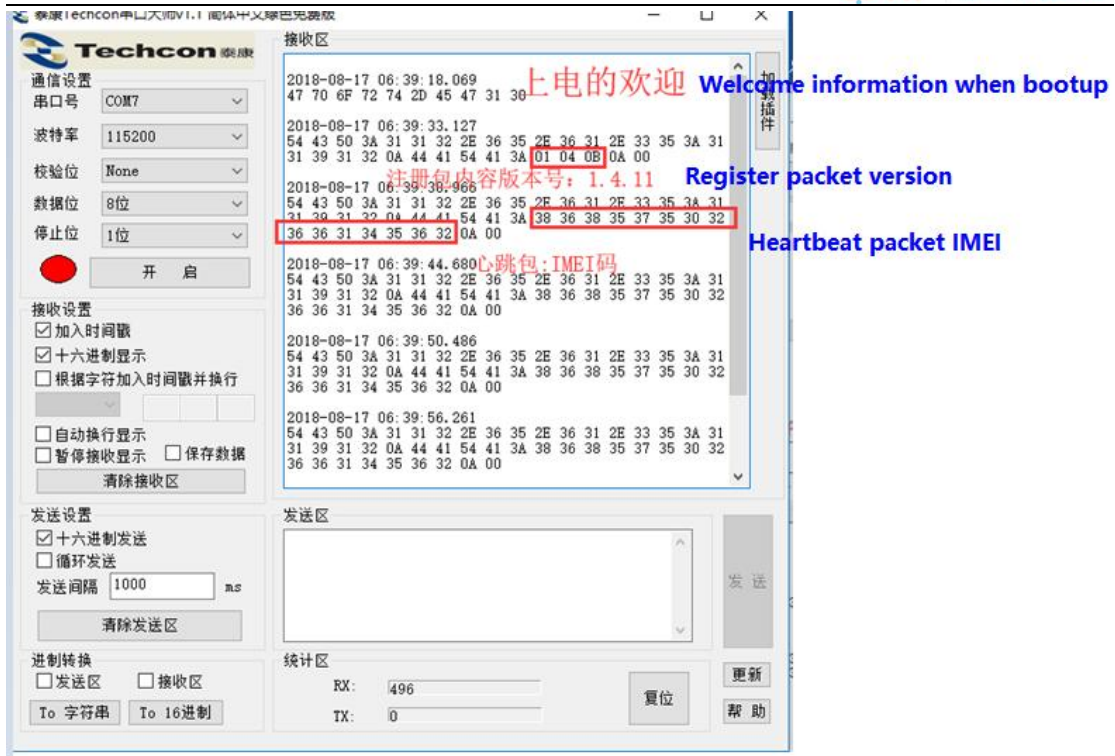 泰康Techcon串口大师V1.1 简体中文绿色免费版
Techcon 泰康
通信设置
串口号 COM7
波特率 115200
校验位 None
数据位 8位
停止位 1位
开 启
接收设置
加入时间戳
十六进制显示
根据字符加入时间戳并换行
自动换行显示
暂停接收显示 保存数据
清除接收区
发送设置
十六进制发送
循环发送
发送间隔 1000 ms
清除发送区
进制转换
发送区 接收区
To 字符串 To 16进制
接收区
2018-08-17 06:39:18.069
47 70 6F 72 74 2D 45 47 31 30
上电的欢迎 Welcome information when bootup
2018-08-17 06:39:33.127
54 43 50 3A 31 31 32 2E 36 35 2E 36 31 2E 33 35 3A 31
31 39 31 32 0A 44 41 54 41 3A 01 04 0B 0A 00
注册包内容版本号：1.4.11 Register packet version
2018-08-17 06:39:38.966
54 43 50 3A 31 31 32 2E 36 35 2E 36 31 2E 33 35 3A 31
31 39 31 32 0A 44 41 54 41 3A 38 36 38 35 37 35 30 32
36 36 31 34 35 36 32 0A 00
Heartbeat packet IMEI
心跳包:IMEI码
2018-08-17 06:39:44.680
54 43 50 3A 31 31 32 2E 36 35 2E 36 31 2E 33 35 3A 31
31 39 31 32 0A 44 41 54 41 3A 38 36 38 35 37 35 30 32
36 36 31 34 35 36 32 0A 00
2018-08-17 06:39:50.486
54 43 50 3A 31 31 32 2E 36 35 2E 36 31 2E 33 35 3A 31
31 39 31 32 0A 44 41 54 41 3A 38 36 38 35 37 35 30 32
36 36 31 34 35 36 32 0A 00
2018-08-17 06:39:56.261
54 43 50 3A 31 31 32 2E 36 35 2E 36 31 2E 33 35 3A 31
31 39 31 32 0A 44 41 54 41 3A 38 36 38 35 37 35 30 32
36 36 31 34 35 36 32 0A 00
加载插件
发送区
发 送
统计区
RX: 496
TX: 0
复位
更新
帮 助